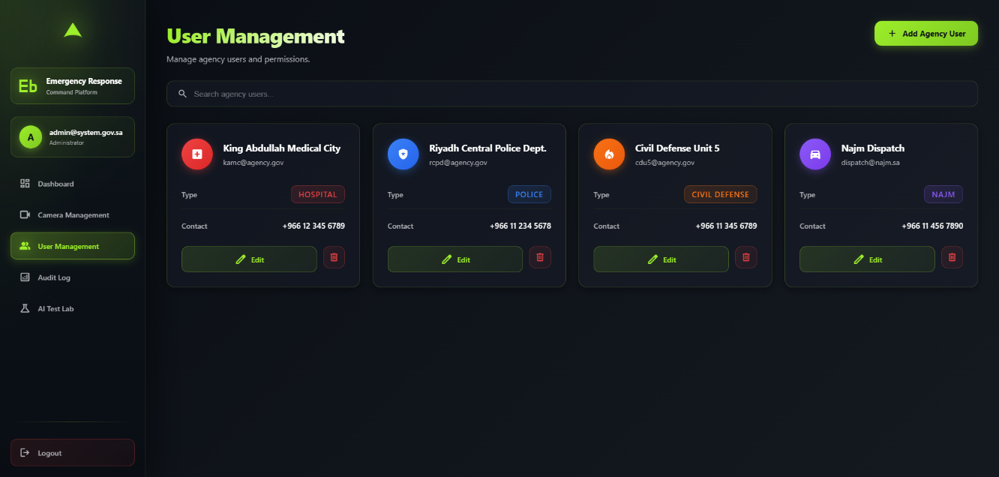 Eb
Emergency Response
Command Platform
A
admin@system.gov.sa
Administrator
Dashboard
Camera Management
User Management
Audit Log
AI Test Lab
Logout
User Management
Manage agency users and permissions.
+ Add Agency User
Search agency users...
King Abdullah Medical City
kamc@agency.gov
Type HOSPITAL
Contact +966 12 345 6789
Edit
Riyadh Central Police Dept.
rcpd@agency.gov
Type POLICE
Contact +966 11 234 5678
Edit
Civil Defense Unit 5
cdu5@agency.gov
Type CIVIL DEFENSE
Contact +966 11 345 6789
Edit
Najm Dispatch
dispatch@najm.sa
Type NAJM
Contact +966 11 456 7890
Edit